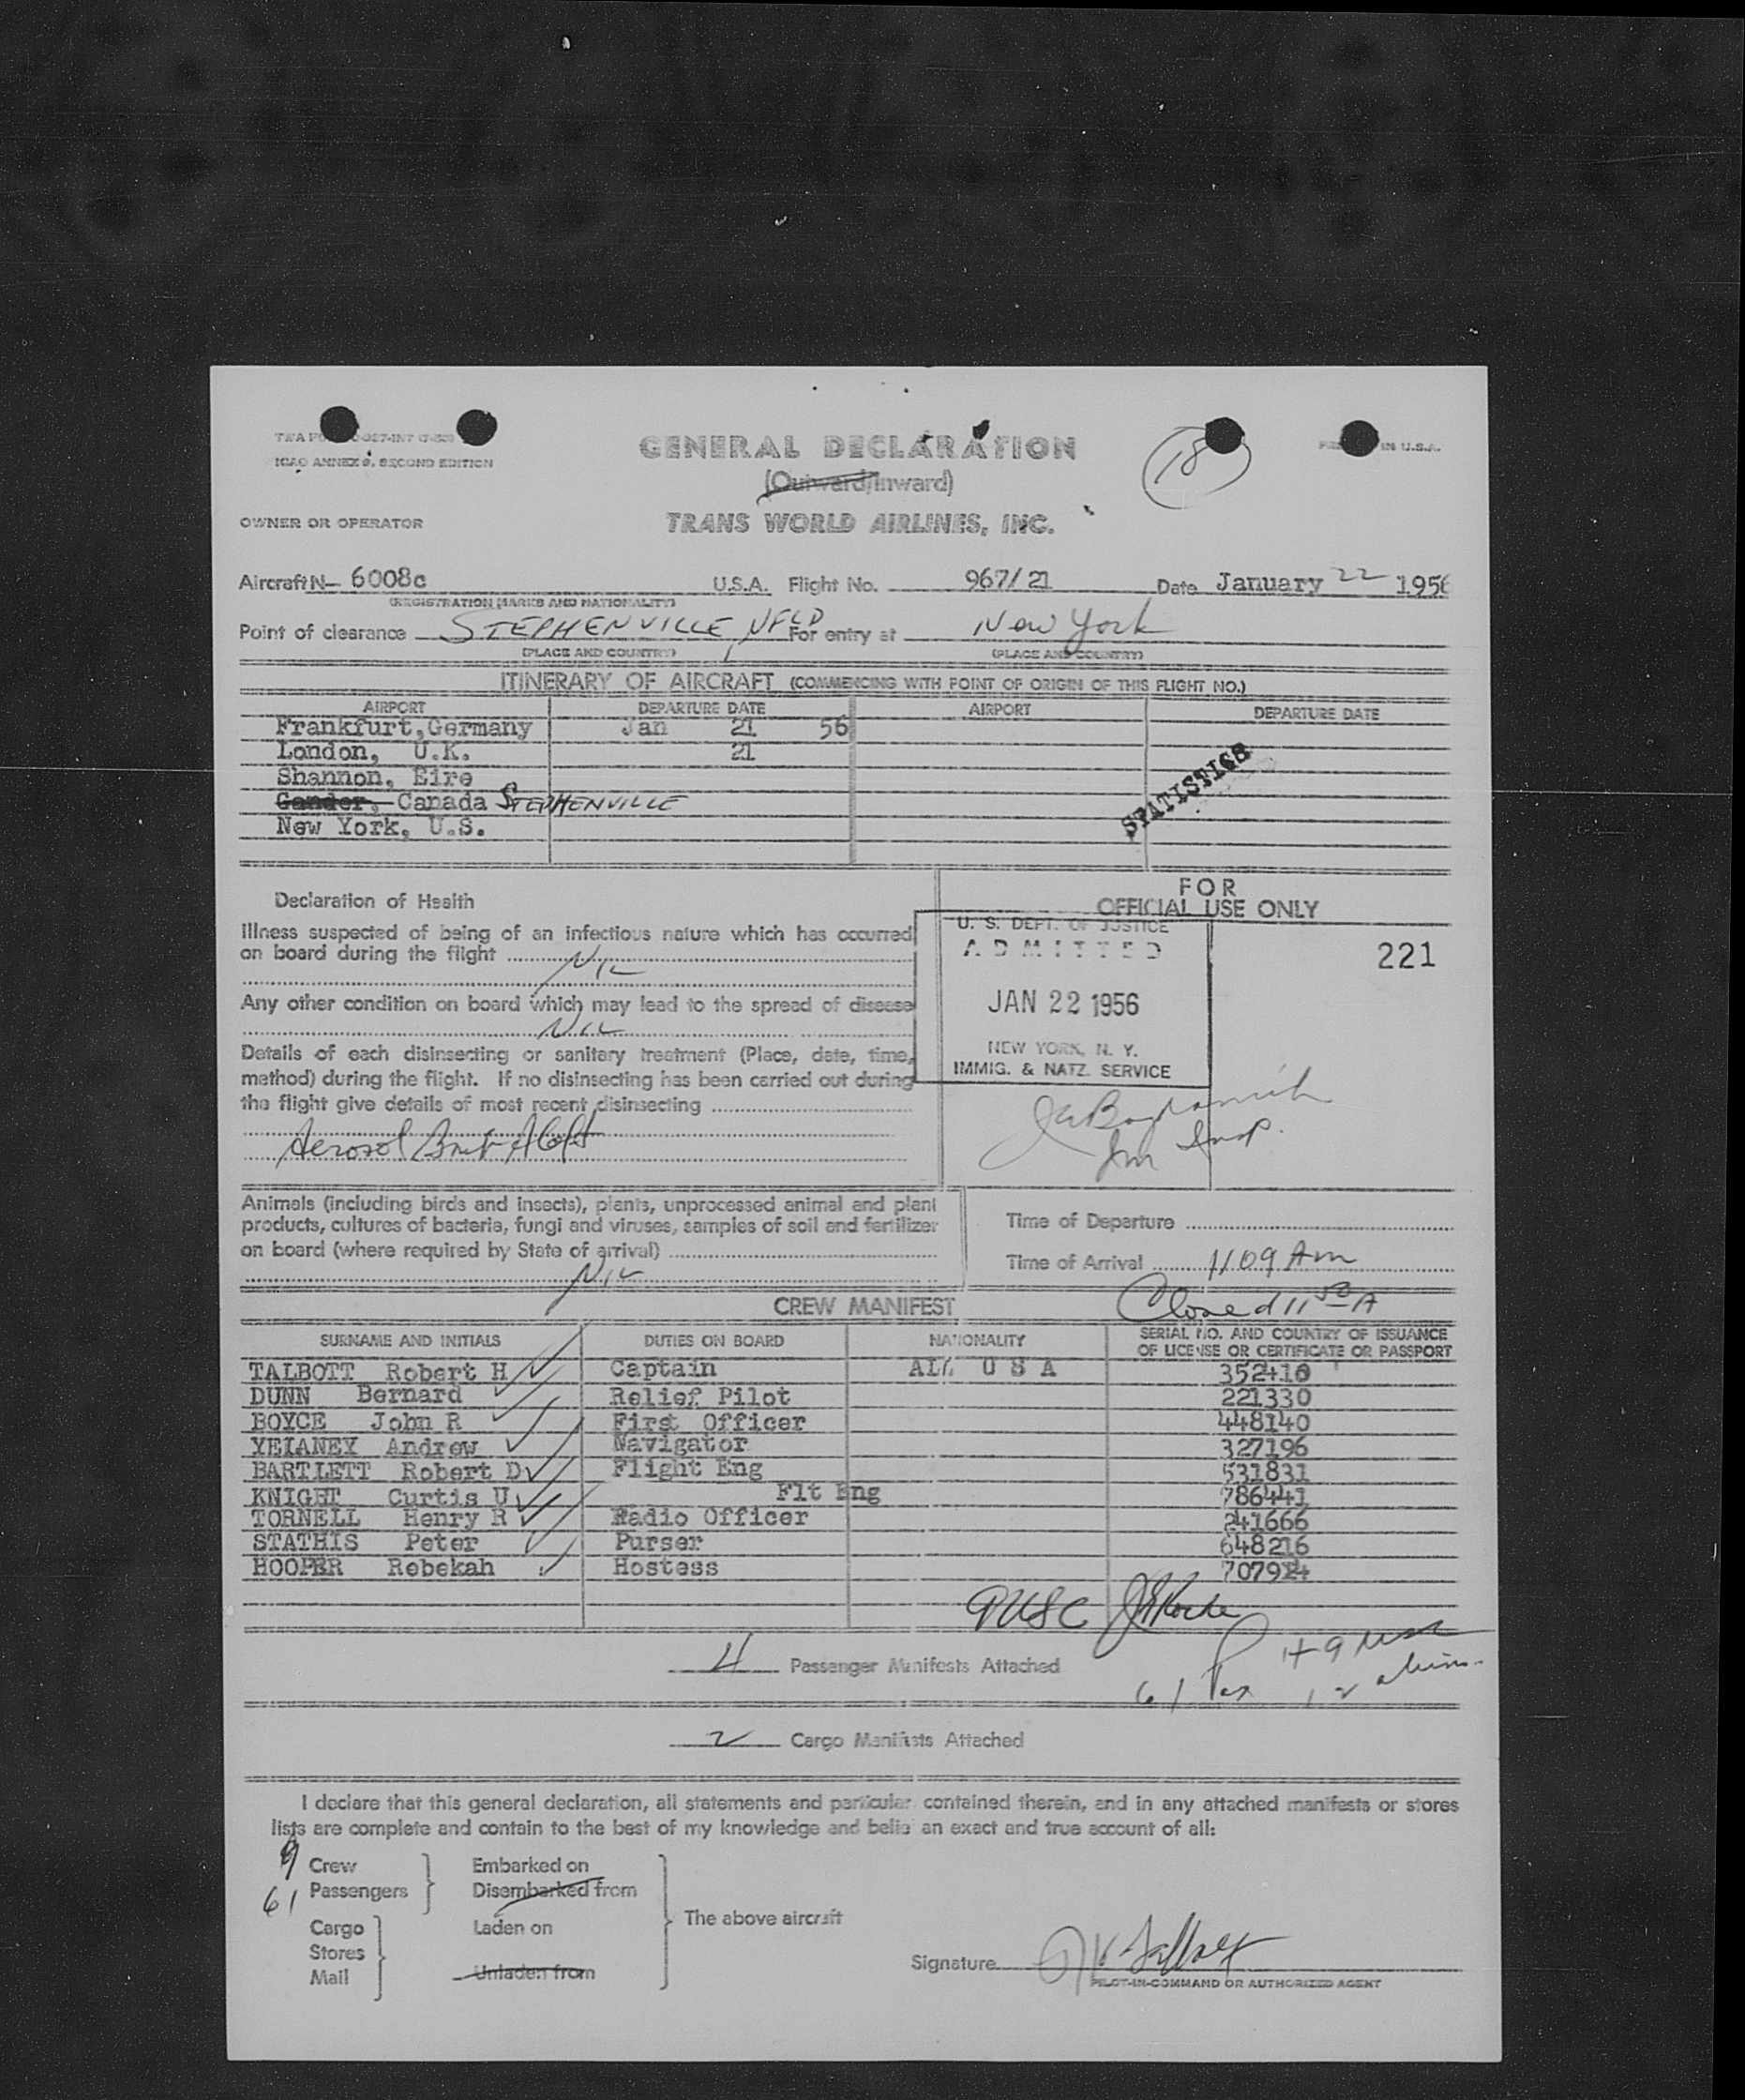 ICAO ANNEX 9, SECOND EDITION
GENERAL DECLARATION
18
IN U.S.A.
(Outward/Inward)
OWNER OR OPERATOR
TRANS WORLD AIRLINES, INC.
Aircraft N— 6008c U.S.A. Flight No. 967/21 Date January 22 1956
(REGISTRATION MARKS AND NATIONALITY)
Point of clearance STEPHENVILLE, NFLD For entry at New York
(PLACE AND COUNTRY) (PLACE AND COUNTRY)
ITINERARY OF AIRCRAFT (COMMENCING WITH POINT OF ORIGIN OF THIS FLIGHT NO.)
AIRPORT DEPARTURE DATE AIRPORT DEPARTURE DATE
Frankfurt, Germany Jan 21 56
London, U.K. 21
Shannon, Eire
Gander, Canada STEPHENVILLE
New York, U.S.
STATISTICS
Declaration of Health
FOR
OFFICIAL USE ONLY
Illness suspected of being of an infectious nature which has occurred
on board during the flight NIL
Any other condition on board which may lead to the spread of disease
NIL
Details of each disinsecting or sanitary treatment (Place, date, time,
method) during the flight. If no disinsecting has been carried out during
the flight give details of most recent disinsecting
Aerosol
U. S. DEPT. OF JUSTICE
ADMITTED
221
JAN 22 1956
NEW YORK, N. Y.
IMMIG. & NATZ. SERVICE
Im Insp.
Animals (including birds and insects), plants, unprocessed animal and plant
products, cultures of bacteria, fungi and viruses, samples of soil and fertilizer
on board (where required by State of arrival)
NIL
Time of Departure
Time of Arrival 1109 Am
Closed 11 50 A
CREW MANIFEST
SURNAME AND INITIALS DUTIES ON BOARD NATIONALITY SERIAL NO. AND COUNTRY OF ISSUANCE OF LICENSE OR CERTIFICATE OR PASSPORT
TALBOTT Robert H Captain ALL U S A 352410
DUNN Bernard Relief Pilot 221330
BOYCE John R First Officer 448140
YELANEY Andrew Navigator 327196
BARTLETT Robert D Flight Eng 531831
KNIGHT Curtis U Flt Eng 786441
TORNELL Henry R Radio Officer 241666
STATHIS Peter Purser 648216
HOOPER Rebekah Hostess
9 USC
4 Passenger Manifests Attached
61 Pax
49 USC
12 aliens
2 Cargo Manifests Attached
I declare that this general declaration, all statements and particular contained therein, and in any attached manifests or stores
lists are complete and contain to the best of my knowledge and belie an exact and true account of all:
9 Crew
61 Passengers
Embarked on
Disembarked from
Cargo
Stores
Mail
Laden on
Unladen from
The above aircraft
Signature
PILOT-IN-COMMAND OR AUTHORIZED AGENT